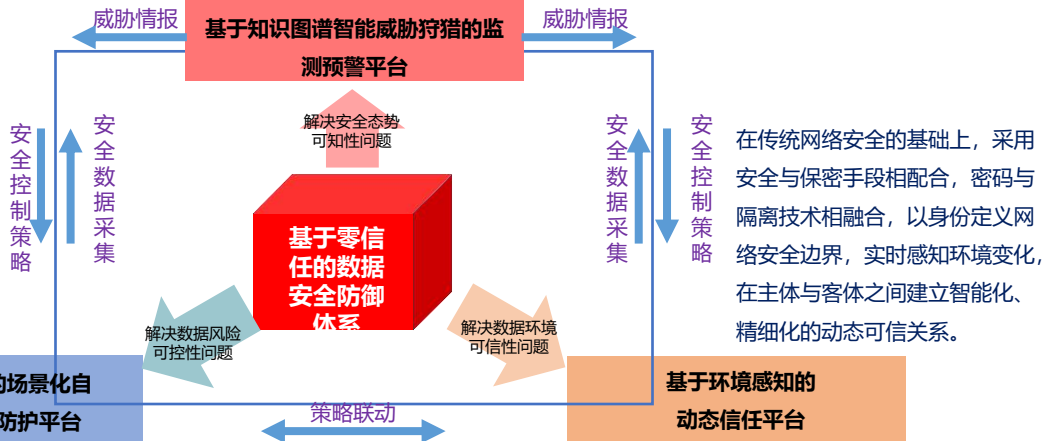 威胁情报
基于知识图谱智能威胁狩猎的监
测预警平台
威胁情报
解决安全态势
可知性问题
安全控制策略
安全数据采集
安全数据采集
安全控制策略
基于零信
任的数据
安全防御
体系
解决数据风险
可控性问题
解决数据环境
可信性问题
在传统网络安全的基础上，采用
安全与保密手段相配合，密码与
隔离技术相融合，以身份定义网
络安全边界，实时感知环境变化，
在主体与客体之间建立智能化、
精细化的动态可信关系。
的场景化自
防护平台
策略联动
基于环境感知的
动态信任平台